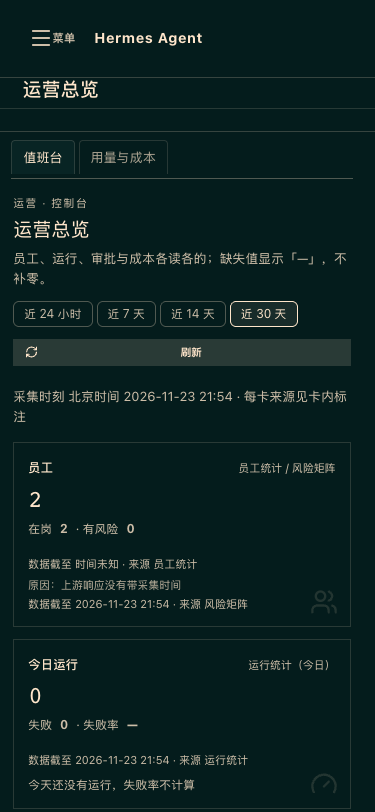 菜单 Hermes Agent
运营总览
值班台 用量与成本
运营 · 控制台
运营总览
员工、运行、审批与成本各读各的；缺失值显示「—」，不
补零。
近 24 小时 近 7 天 近 14 天 近 30 天
刷新
采集时刻 北京时间 2026-11-23 21:54 · 每卡来源见卡内标
注
员工 员工统计 / 风险矩阵
2
在岗 2 · 有风险 0
数据截至 时间未知 · 来源 员工统计
原因：上游响应没有带采集时间
数据截至 2026-11-23 21:54 · 来源 风险矩阵
今日运行 运行统计（今日）
0
失败 0 · 失败率 —
数据截至 2026-11-23 21:54 · 来源 运行统计
今天还没有运行，失败率不计算